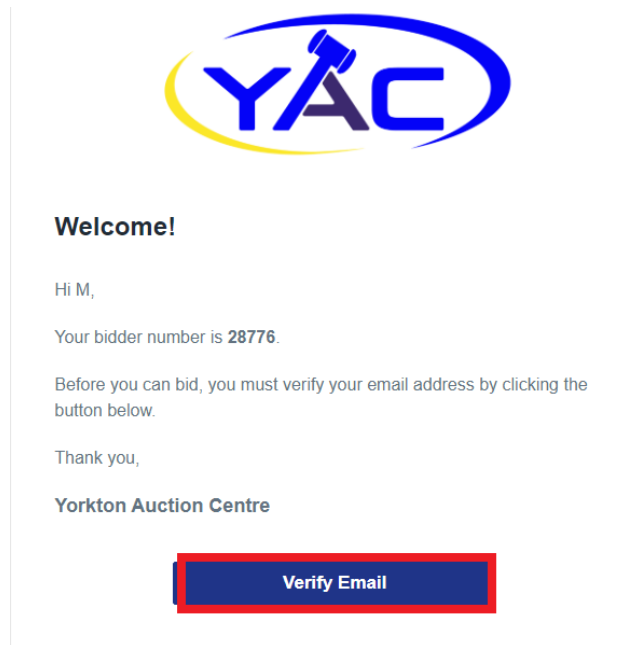 YAC
Welcome!
Hi M,
Your bidder number is 28776.
Before you can bid, you must verify your email address by clicking the
button below.
Thank you,
Yorkton Auction Centre
Verify Email